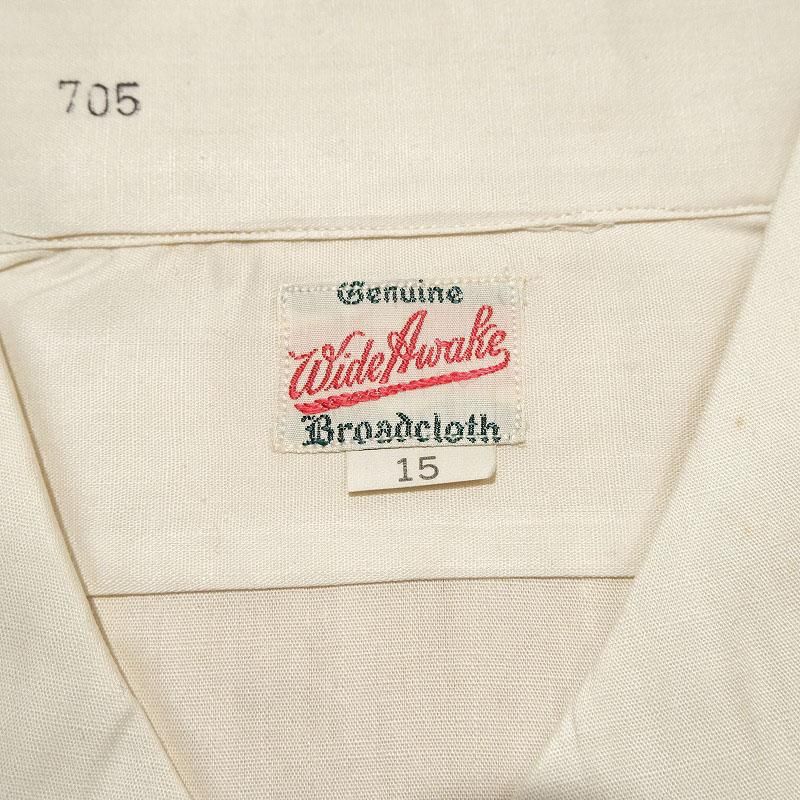 705
Genuine
Wide Awake
Broadcloth
15